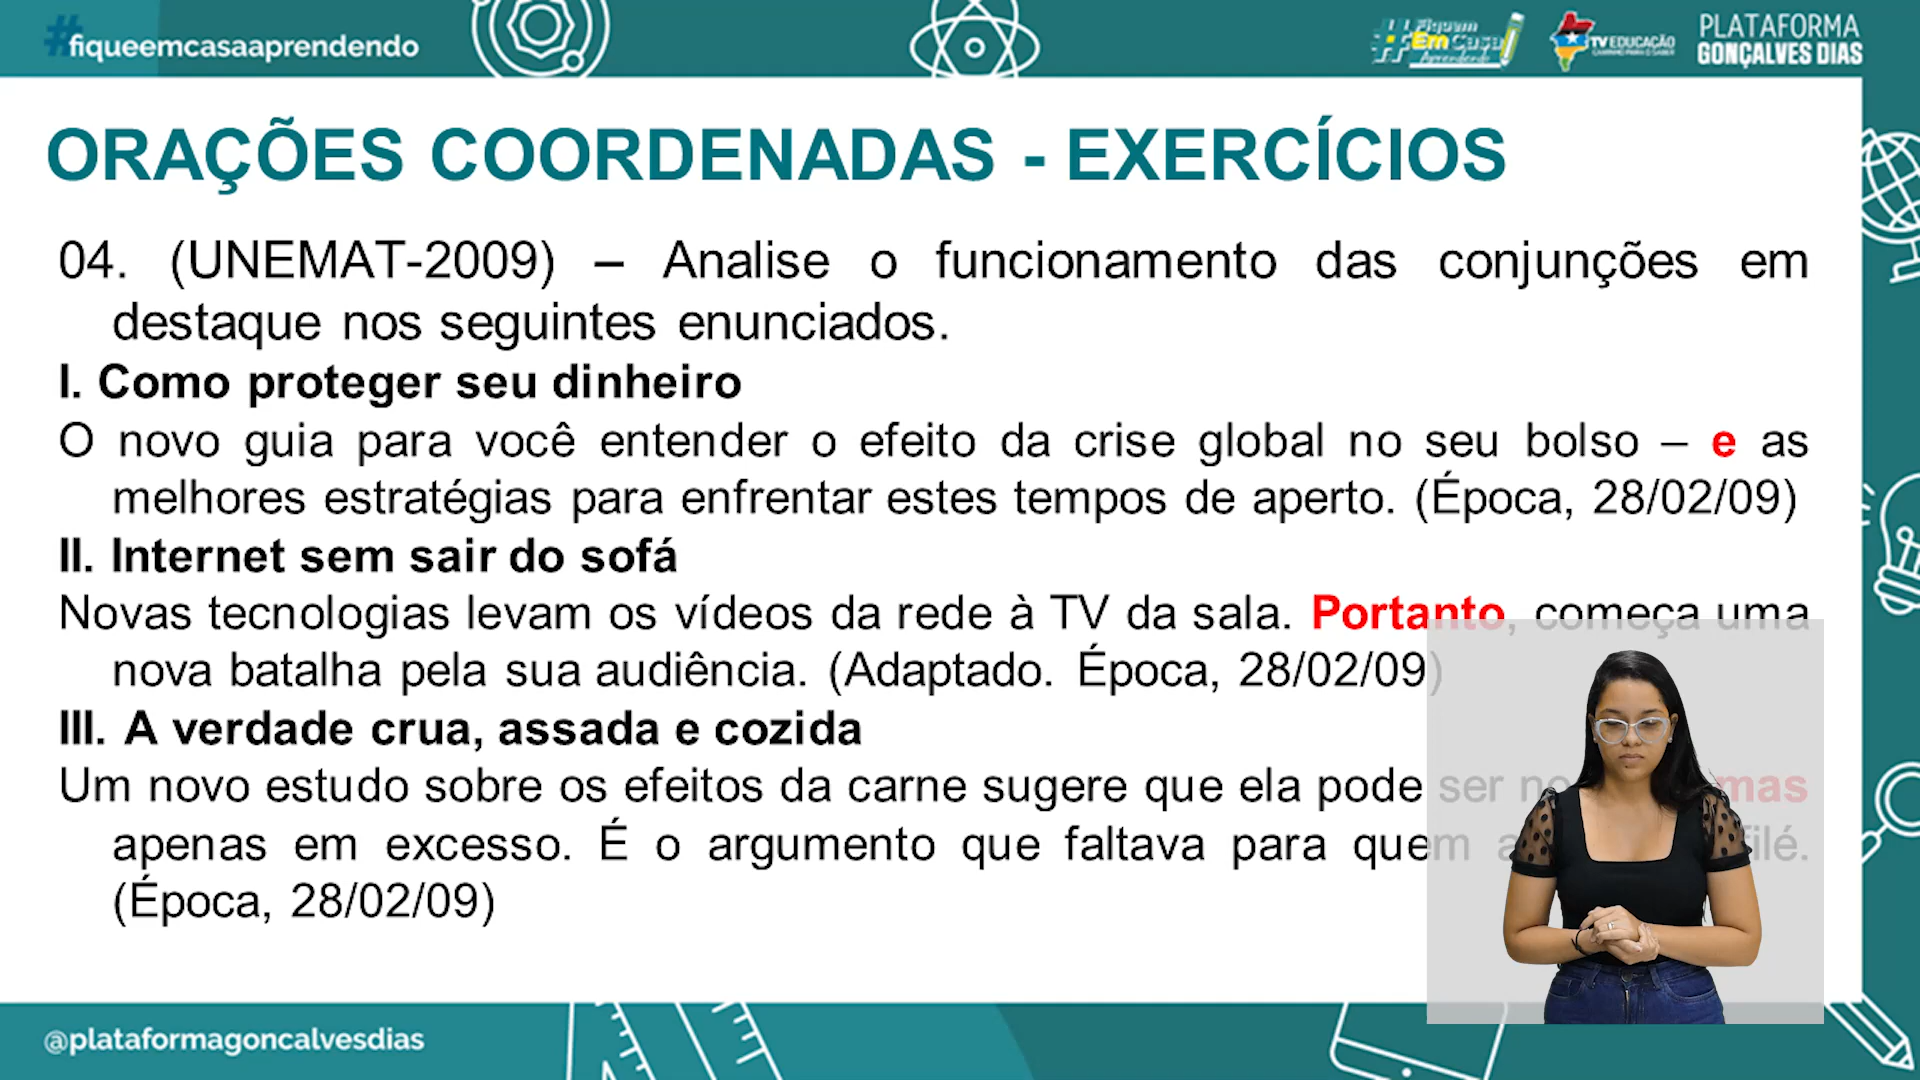 #fiqueemcasaaprendendo
#Fiquem Em Casa Aprendendo
TV EDUCAÇÃO
PLATAFORMA GONÇALVES DIAS
ORAÇÕES COORDENADAS - EXERCÍCIOS
04. (UNEMAT-2009) – Analise o funcionamento das conjunções em
destaque nos seguintes enunciados.
I. Como proteger seu dinheiro
O novo guia para você entender o efeito da crise global no seu bolso – e as
melhores estratégias para enfrentar estes tempos de aperto. (Época, 28/02/09)
II. Internet sem sair do sofá
Novas tecnologias levam os vídeos da rede à TV da sala. Portanto, começa uma
nova batalha pela sua audiência. (Adaptado. Época, 28/02/09)
III. A verdade crua, assada e cozida
Um novo estudo sobre os efeitos da carne sugere que ela pode ser mas
apenas em excesso. É o argumento que faltava para quem filé.
(Época, 28/02/09)
@plataformagoncalvesdias